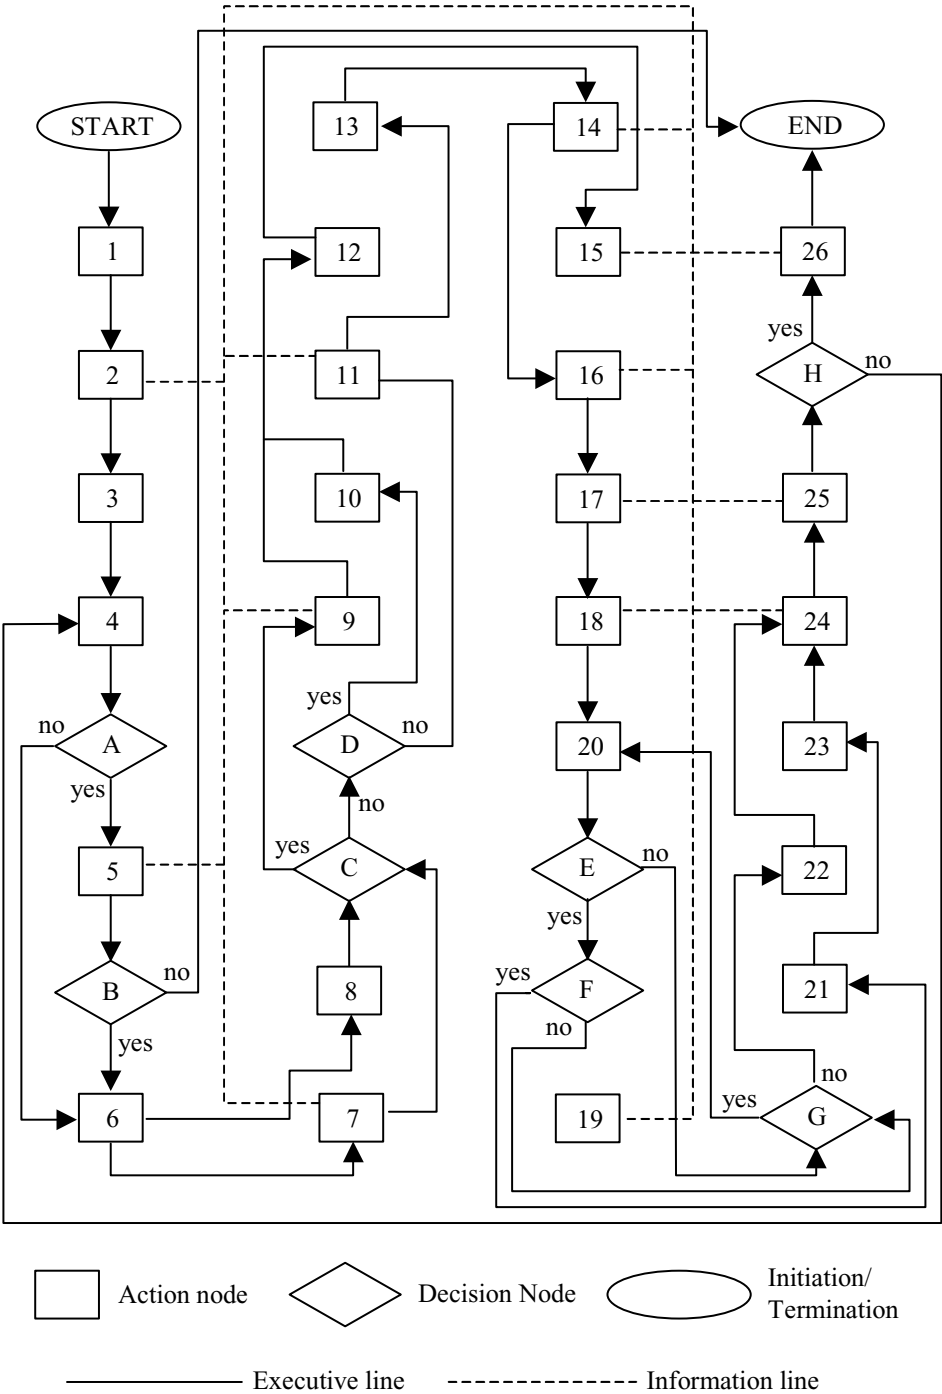 START
1
2
3
4
no
A
yes
5
B
no
yes
6
13
12
11
10
9
yes
D
no
no
yes
C
8
7
14
15
16
17
18
20
E
no
yes
yes
F
no
19
END
26
yes
H
no
25
24
23
22
21
no
yes
G
Action node
Decision Node
Initiation/
Termination
Executive line
Information line